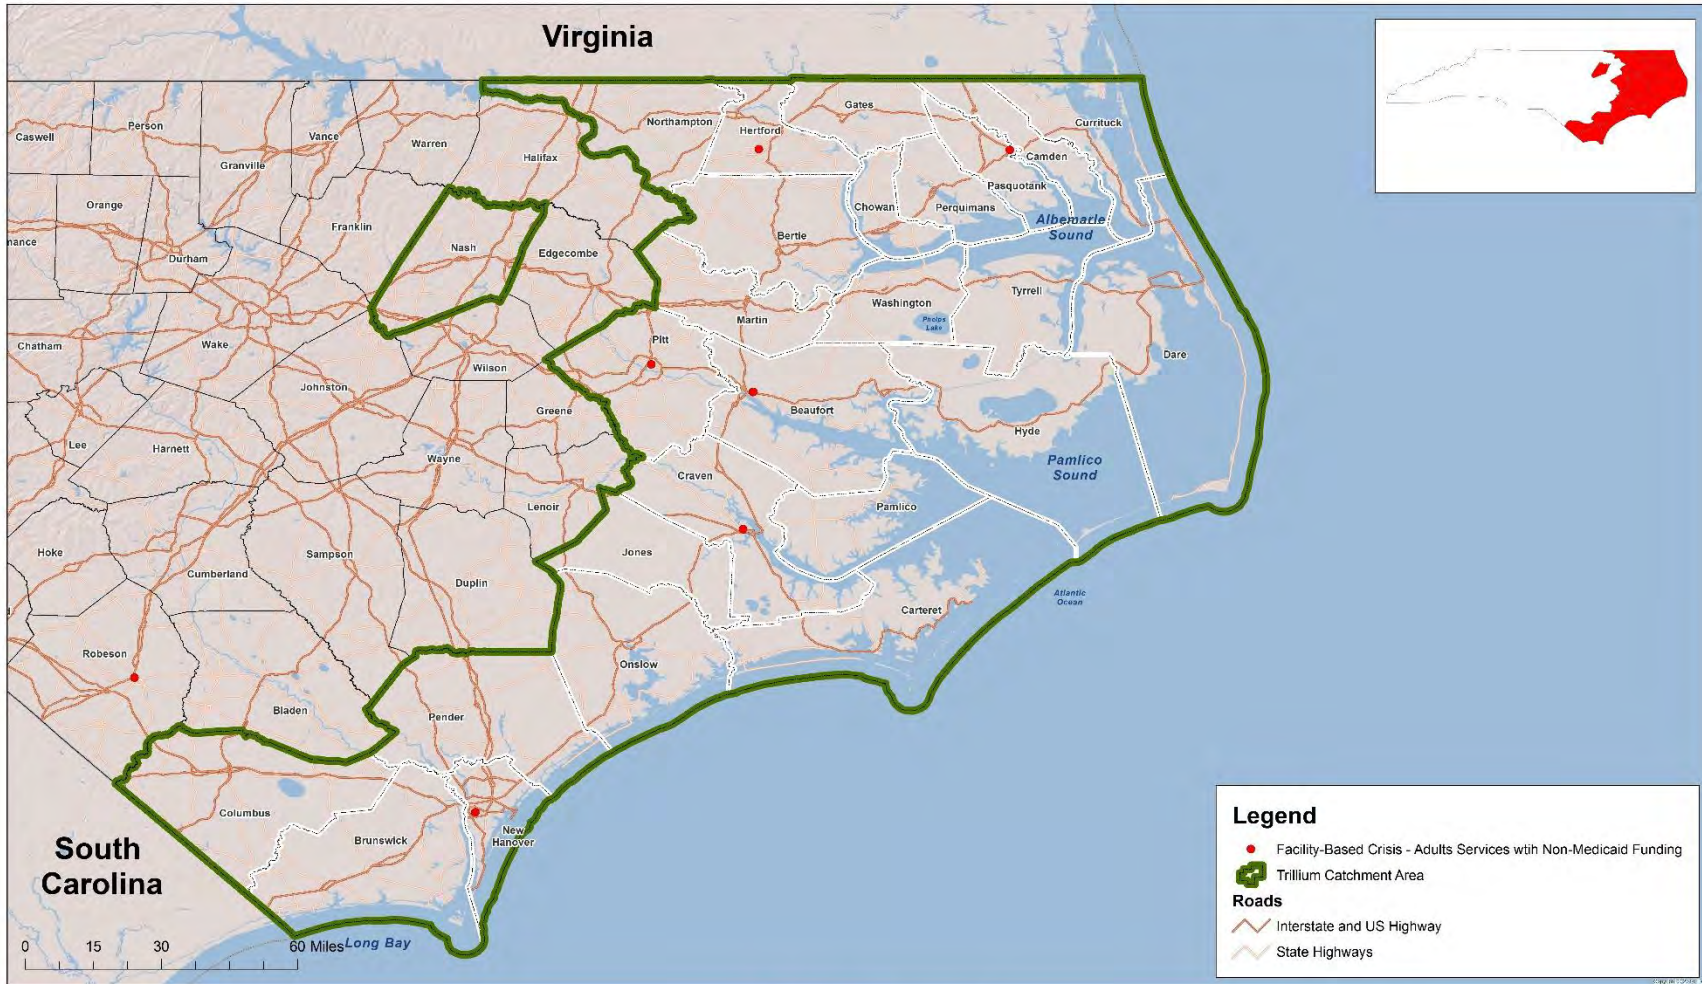 Virginia
Person
Caswell
Vance
Warren
Granville
Halifax
Northampton
Hertford
Gates
Currituck
Camden
Pasquotank
Chowan
Perquimans
Albemarle
Sound
Orange
Franklin
Nash
Edgecombe
Bertie
nance
Durham
Washington
Tyrrell
Phelps
Lake
Martin
Pitt
Dare
Chatham
Wake
Wilson
Johnston
Greene
Beaufort
Hyde
Lee
Harnett
Wayne
Craven
Pamlico
Sound
Lenoir
Pamlico
Hoke
Sampson
Jones
Cumberland
Duplin
Atlantic
Ocean
Carteret
Robeson
Onslow
Bladen
Pender
Columbus
Brunswick
New
Hanover
South
Carolina
0 15 30 60 Miles
Long Bay
Legend
Facility-Based Crisis - Adults Services wtih Non-Medicaid Funding
Trillium Catchment Area
Roads
Interstate and US Highway
State Highways